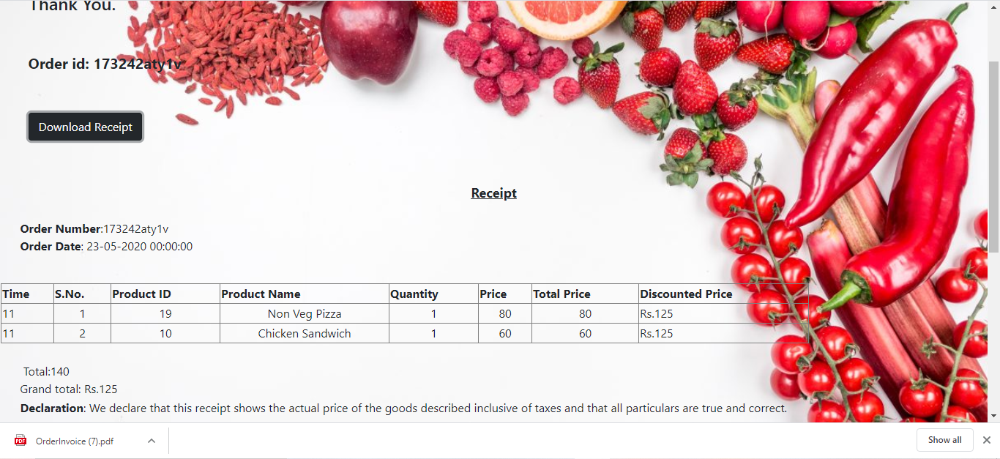 Thank You.
Order id: 173242aty1v
Download Receipt
Receipt
Order Number:173242aty1v
Order Date: 23-05-2020 00:00:00
Time S.No. Product ID Product Name Quantity Price Total Price Discounted Price
11 1 19 Non Veg Pizza 1 80 80 Rs.125
11 2 10 Chicken Sandwich 1 60 60 Rs.125
Total:140
Grand total: Rs.125
Declaration: We declare that this receipt shows the actual price of the goods described inclusive of taxes and that all particulars are true and correct.
PDF OrderInvoice (7).pdf Show all